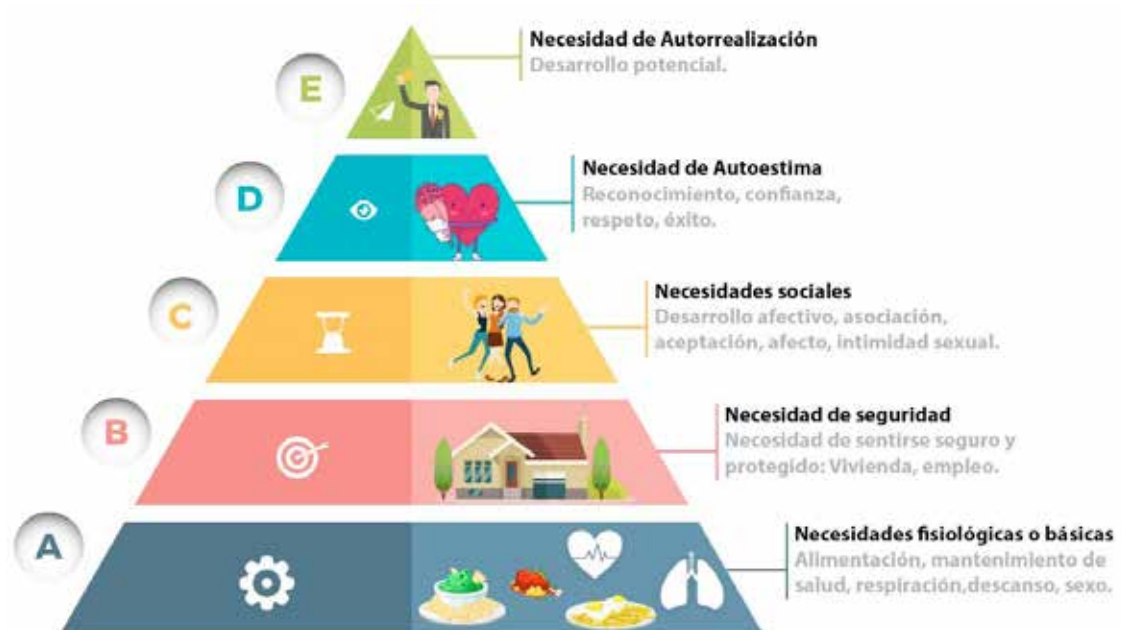 E
Necesidad de Autorrealización
Desarrollo potencial.
D
Necesidad de Autoestima
Reconocimiento, confianza,
respeto, éxito.
C
Necesidades sociales
Desarrollo afectivo, asociación,
aceptación, afecto, intimidad sexual.
B
Necesidad de seguridad
Necesidad de sentirse seguro y
protegido: Vivienda, empleo.
A
Necesidades fisiológicas o básicas
Alimentación, mantenimiento de
salud, respiración,descanso, sexo.